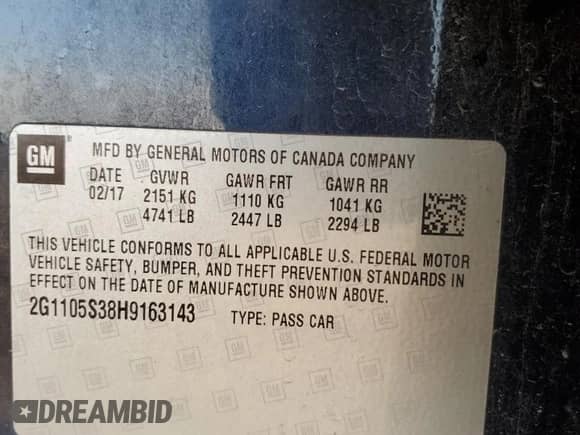 GM
MFD BY GENERAL MOTORS OF CANADA COMPANY
DATE GVWR GAWR FRT GAWR RR
02/17 2151 KG 1110 KG 1041 KG
4741 LB 2447 LB 2294 LB
THIS VEHICLE CONFORMS TO ALL APPLICABLE U.S. FEDERAL MOTOR
VEHICLE SAFETY, BUMPER, AND THEFT PREVENTION STANDARDS IN
EFFECT ON THE DATE OF MANUFACTURE SHOWN ABOVE.
2G1105S38H9163143 TYPE: PASS CAR
DREAMBID